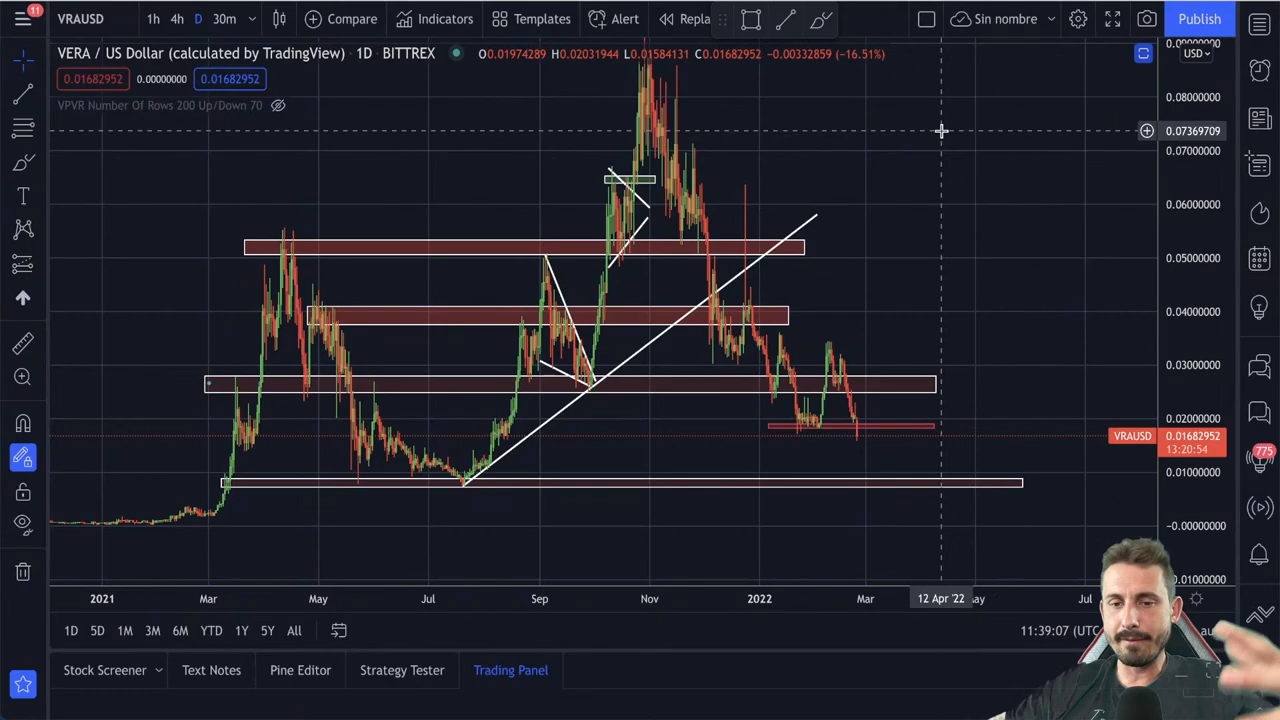 11
VRAUSD
1h 4h D 30m
Compare
Indicators
Templates
Alert
Repla
Sin nombre
Publish
VERA / US Dollar (calculated by TradingView) · 1D · BITTREX
O0.01974289 H0.02031944 L0.01584131 C0.01682952 −0.00332859 (−16.51%)
USD
0.01682952 0.00000000 0.01682952
VPVR Number Of Rows 200 Up/Down 70
0.08000000
0.07369709
0.07000000
0.06000000
0.05000000
0.04000000
0.03000000
0.02000000
VRAUSD 0.01682952
13:20:54
775
0.01000000
−0.00000000
2021 Mar May Jul Sep Nov 2022 Mar 12 Apr '22 Jul
1D 5D 1M 3M 6M YTD 1Y 5Y All
11:39:07 (UTC
Stock Screener Text Notes Pine Editor Strategy Tester Trading Panel